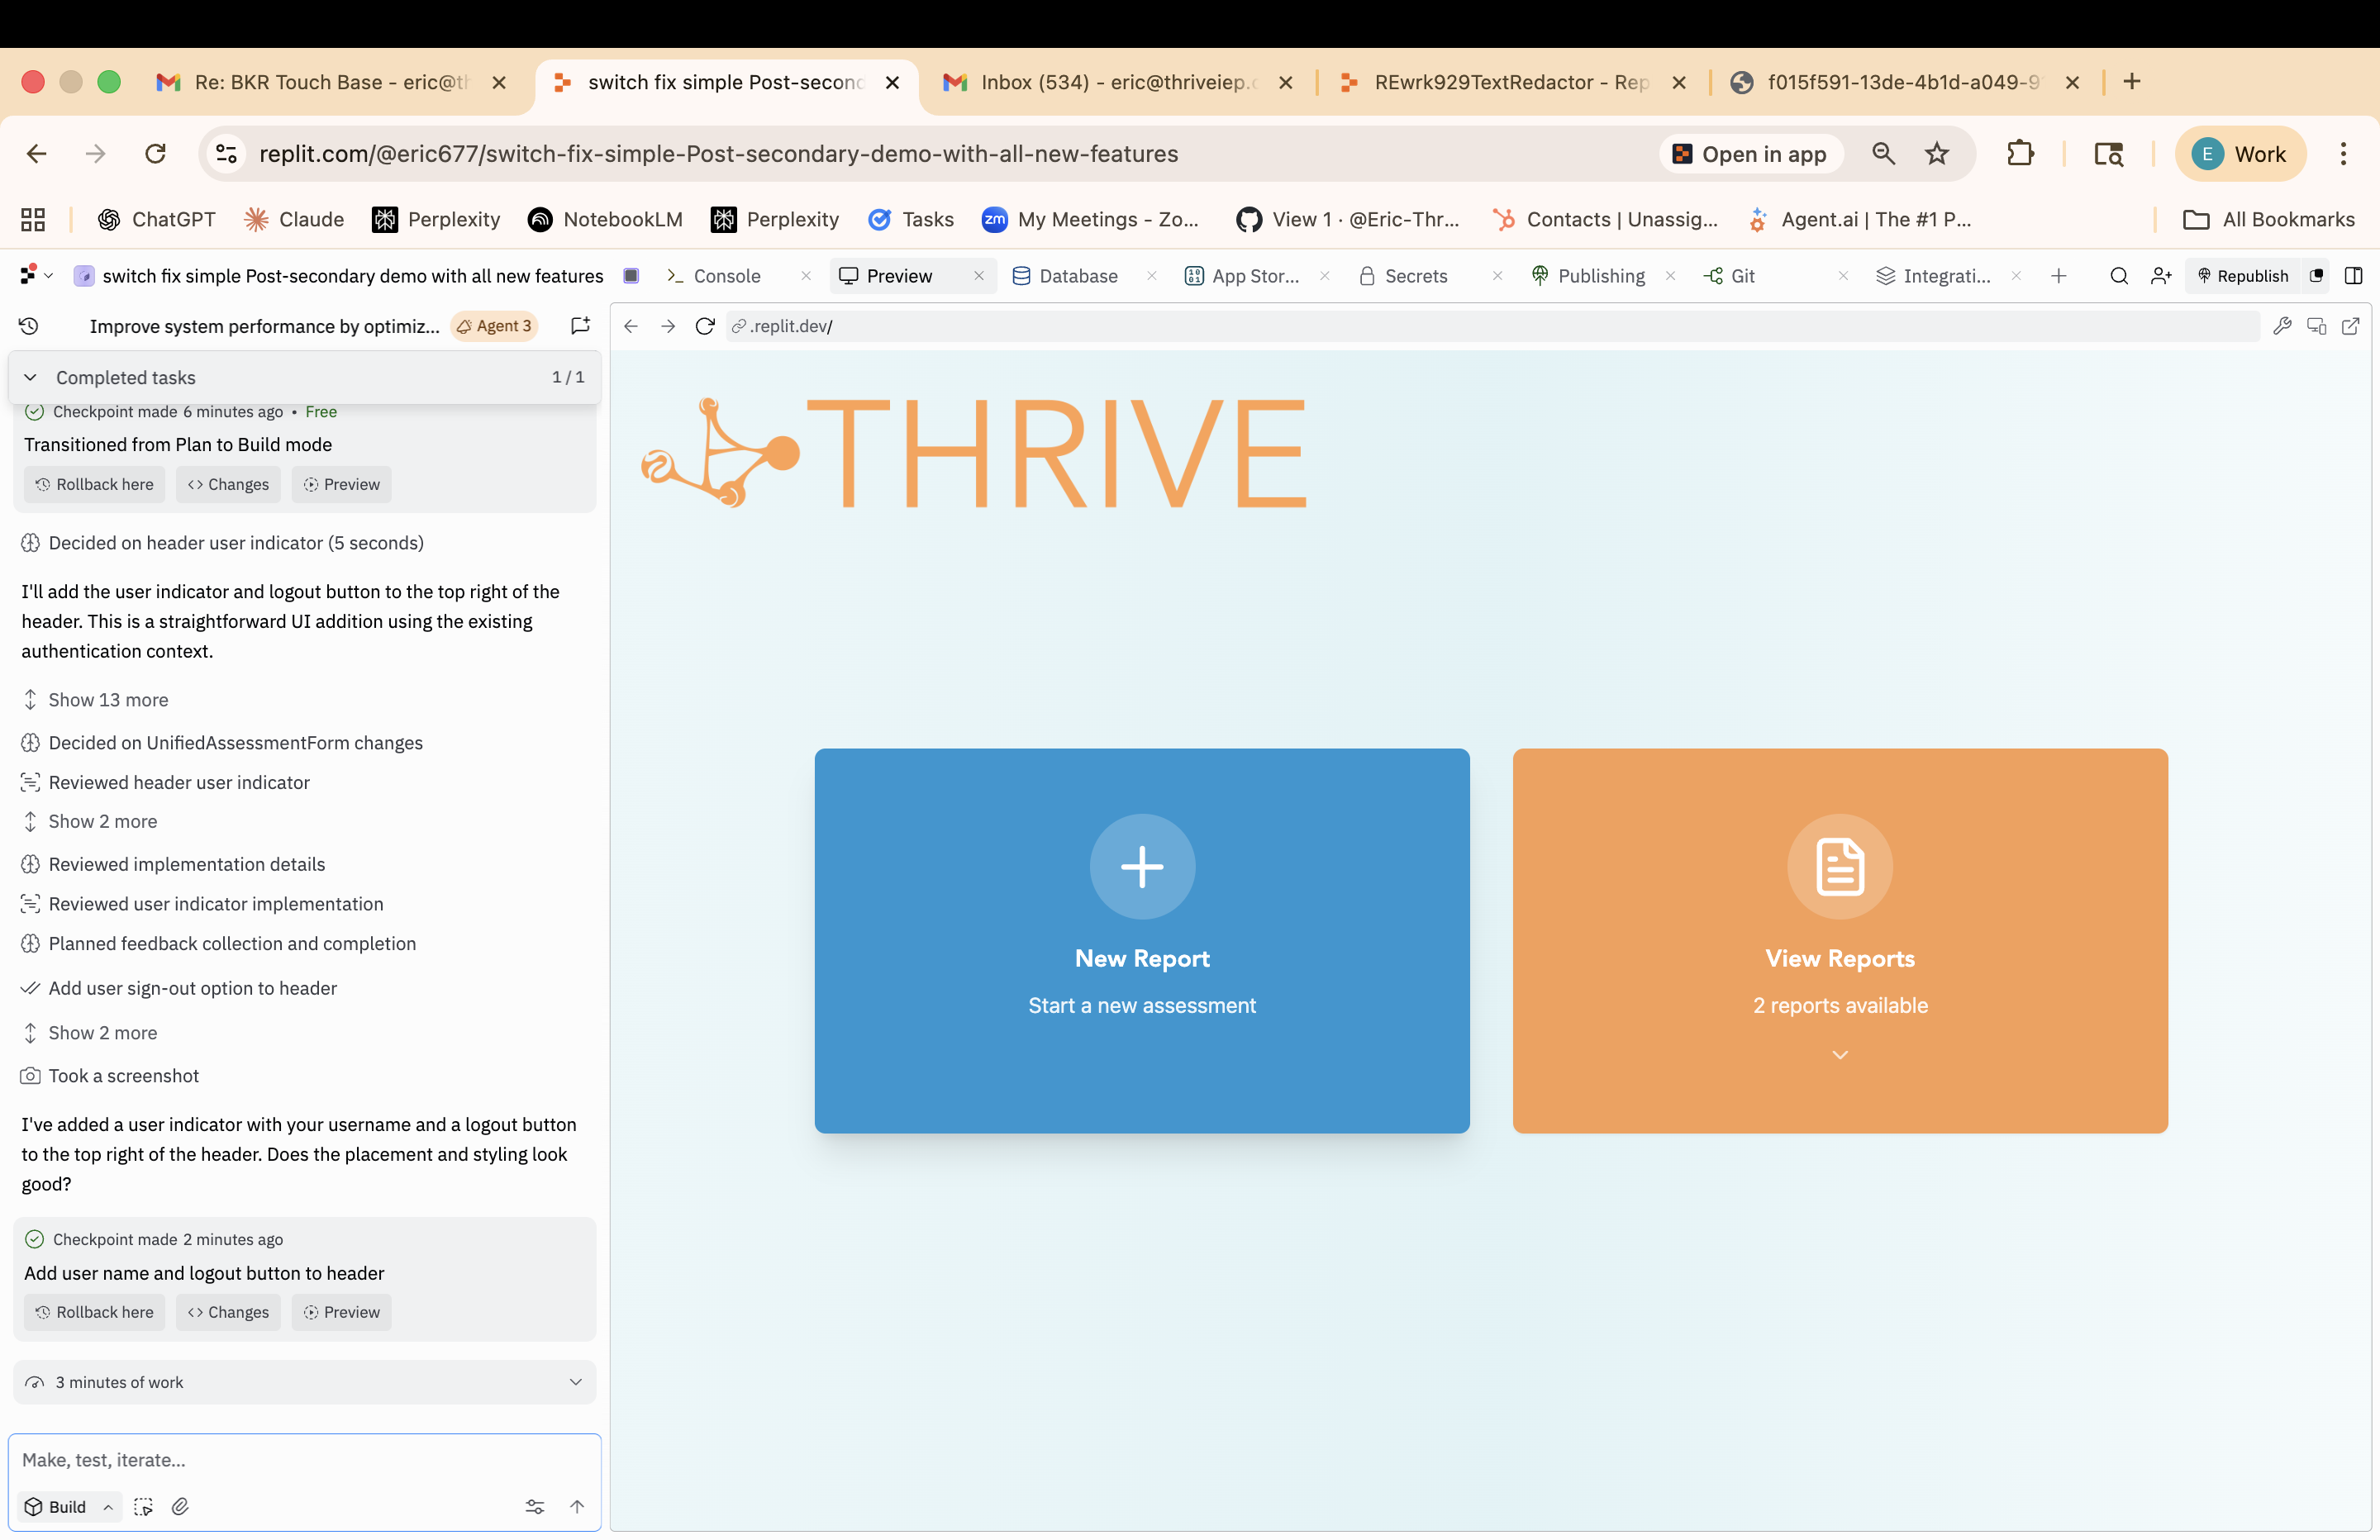 Re: BKR Touch Base - eric@th
switch fix simple Post-second
Inbox (534) - eric@thriveiep.c
REwrk929TextRedactor - Rep
f015f591-13de-4b1d-a049-9
replit.com/@eric677/switch-fix-simple-Post-secondary-demo-with-all-new-features
Open in app
E
Work
ChatGPT
Claude
Perplexity
NotebookLM
Perplexity
Tasks
zm
My Meetings - Zo...
View 1 · @Eric-Thr...
Contacts | Unassig...
Agent.ai | The #1 P...
All Bookmarks
switch fix simple Post-secondary demo with all new features
Console
Preview
Database
App Stor...
Secrets
Publishing
Git
Integrati...
Republish
Improve system performance by optimiz...
Agent 3
.replit.dev/
Completed tasks
1 / 1
Checkpoint made 6 minutes ago • Free
Transitioned from Plan to Build mode
Rollback here
Changes
Preview
Decided on header user indicator (5 seconds)
I'll add the user indicator and logout button to the top right of the
header. This is a straightforward UI addition using the existing
authentication context.
Show 13 more
Decided on UnifiedAssessmentForm changes
Reviewed header user indicator
Show 2 more
Reviewed implementation details
Reviewed user indicator implementation
Planned feedback collection and completion
Add user sign-out option to header
Show 2 more
Took a screenshot
I've added a user indicator with your username and a logout button
to the top right of the header. Does the placement and styling look
good?
Checkpoint made 2 minutes ago
Add user name and logout button to header
Rollback here
Changes
Preview
3 minutes of work
Make, test, iterate...
Build
THRIVE
New Report
Start a new assessment
View Reports
2 reports available